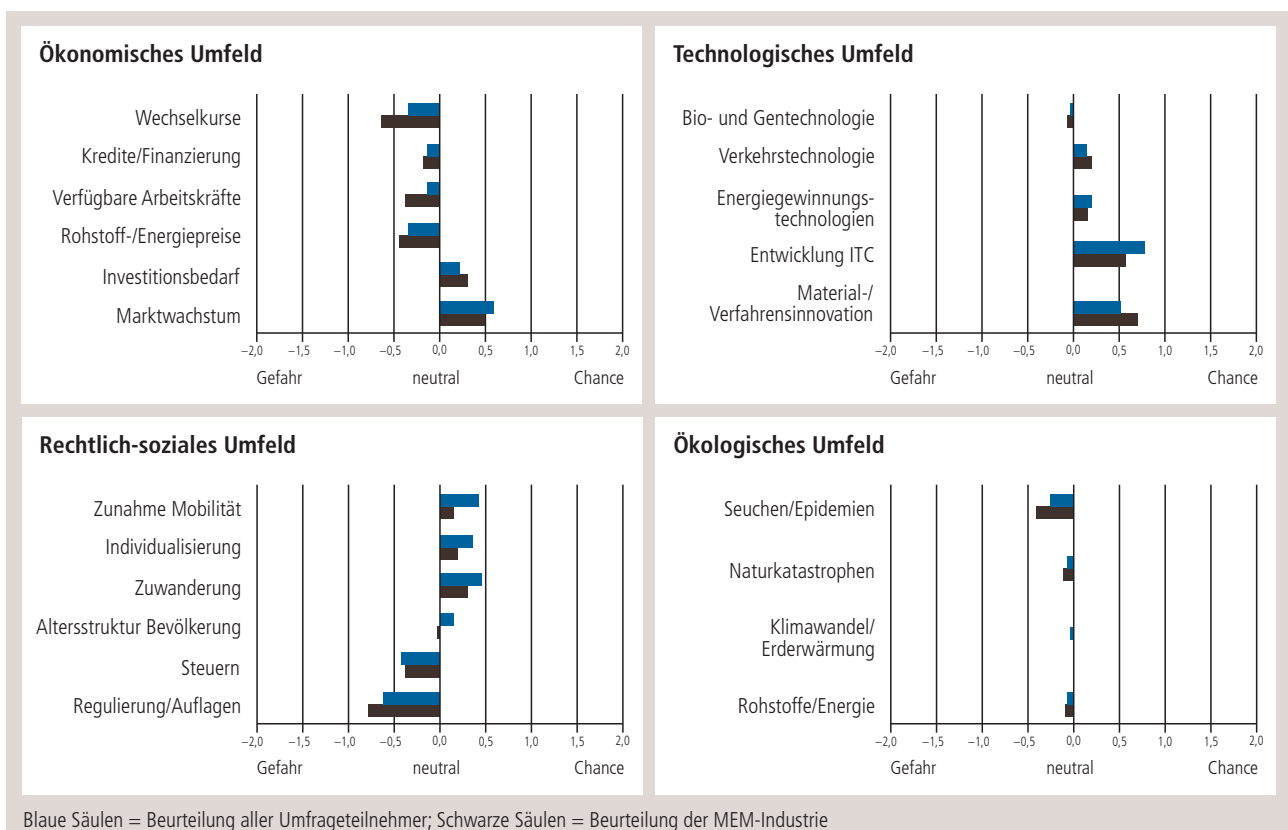 Ökonomisches Umfeld
Wechselkurse
Kredite/Finanzierung
Verfügbare Arbeitskräfte
Rohstoff-/Energiepreise
Investitionsbedarf
Marktwachstum
–2,0 –1,5 –1,0 –0,5 0,0 0,5 1,0 1,5 2,0
Gefahr neutral Chance
Technologisches Umfeld
Bio- und Gentechnologie
Verkehrstechnologie
Energiegewinnungs-
technologien
Entwicklung ITC
Material-/
Verfahrensinnovation
–2,0 –1,5 –1,0 –0,5 0,0 0,5 1,0 1,5 2,0
Gefahr neutral Chance
Rechtlich-soziales Umfeld
Zunahme Mobilität
Individualisierung
Zuwanderung
Altersstruktur Bevölkerung
Steuern
Regulierung/Auflagen
–2,0 –1,5 –1,0 –0,5 0,0 0,5 1,0 1,5 2,0
Gefahr neutral Chance
Ökologisches Umfeld
Seuchen/Epidemien
Naturkatastrophen
Klimawandel/
Erderwärmung
Rohstoffe/Energie
–2,0 –1,5 –1,0 –0,5 0,0 0,5 1,0 1,5 2,0
Gefahr neutral Chance
Blaue Säulen = Beurteilung aller Umfrageteilnehmer; Schwarze Säulen = Beurteilung der MEM-Industrie